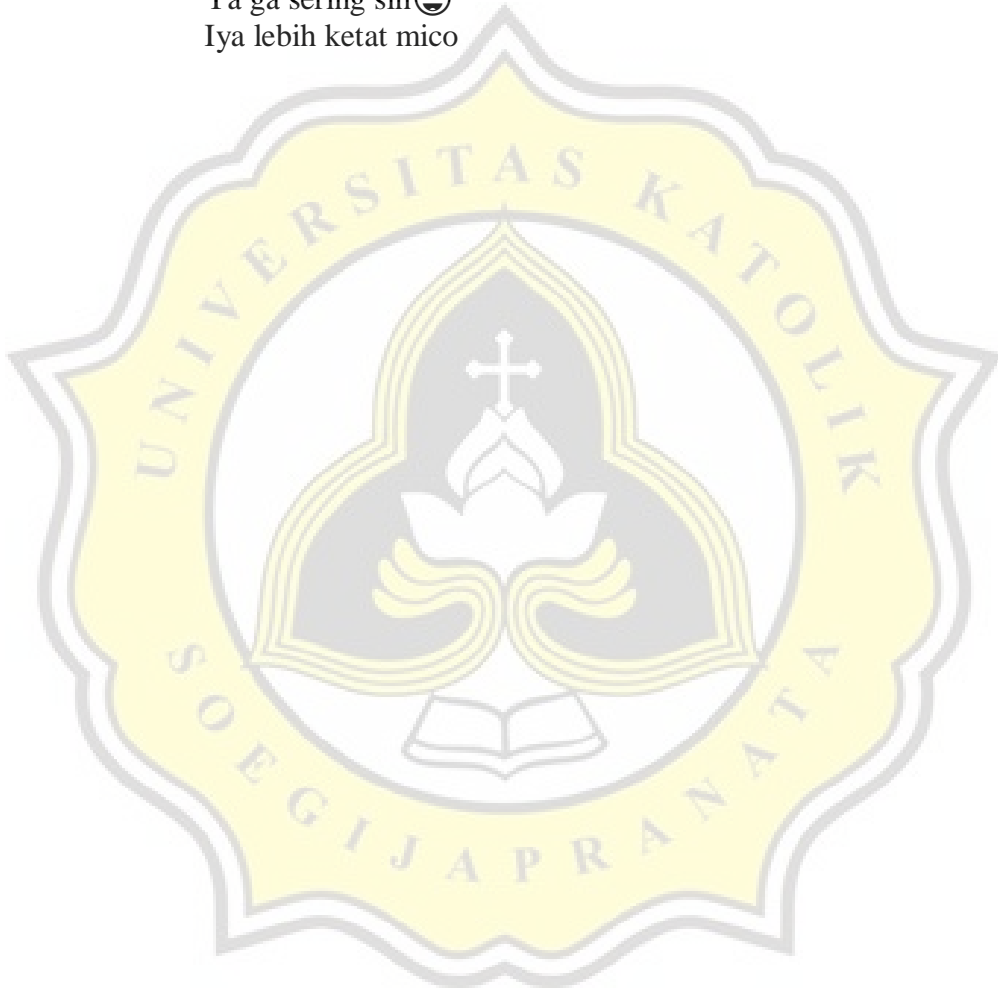 Ya ga sering sih😂
Iya lebih ketat mico
UNIVERSITAS KATOLIK
SOEGIJAPRANATA